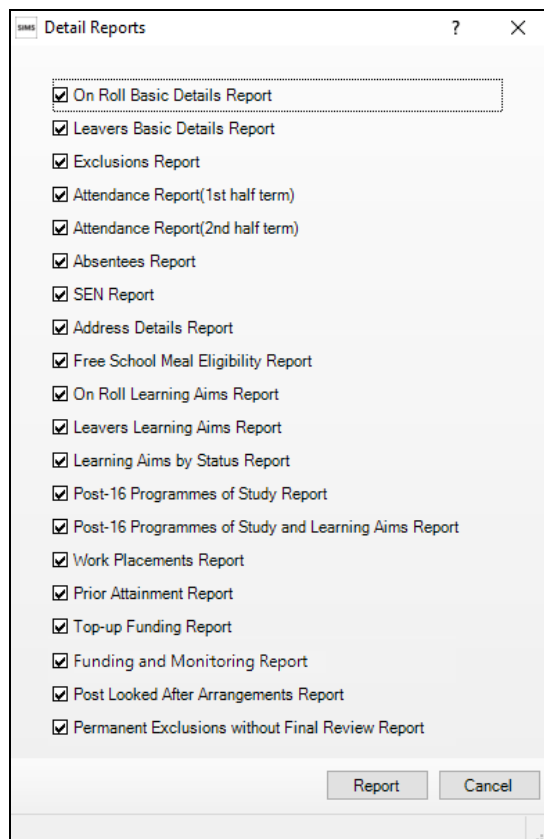 SIMS Detail Reports ?
On Roll Basic Details Report
Leavers Basic Details Report
Exclusions Report
Attendance Report(1st half term)
Attendance Report(2nd half term)
Absentees Report
SEN Report
Address Details Report
Free School Meal Eligibility Report
On Roll Learning Aims Report
Leavers Learning Aims Report
Learning Aims by Status Report
Post-16 Programmes of Study Report
Post-16 Programmes of Study and Learning Aims Report
Work Placements Report
Prior Attainment Report
Top-up Funding Report
Funding and Monitoring Report
Post Looked After Arrangements Report
Permanent Exclusions without Final Review Report
Report Cancel